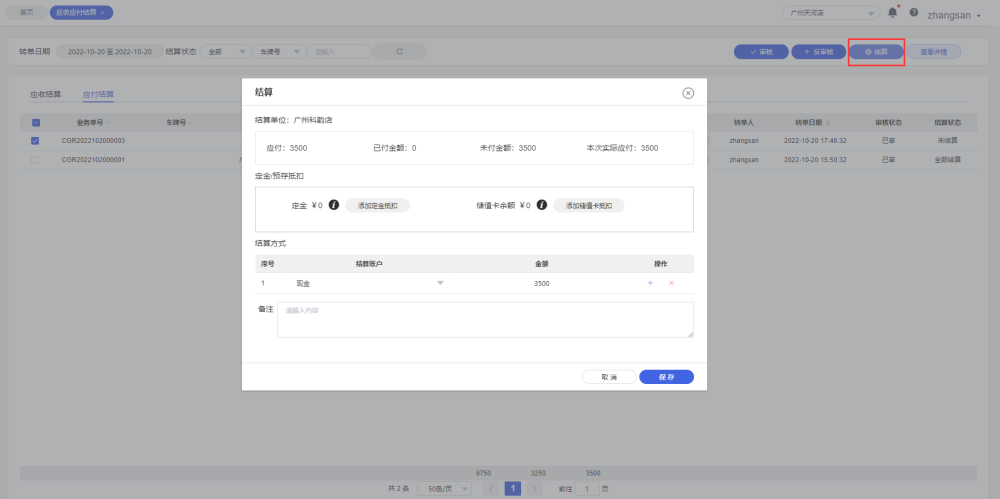 首页 应收应付结算 ×
广州天河店 zhangsan
转单日期 2022-10-20 至 2022-10-20 结算状态 全部 车牌号 请输入 审核 反审核 结算 查看详情
应收结算 应付结算
业务单号 车牌号 转单人 转单日期 审核状态 结算状态
CGR2022102000003 zhangsan 2022-10-20 17:46:32 已审 未结算
CGR2022102000001 zhangsan 2022-10-20 15:50:32 已审 全部结算
结算
结算单位：广州科韵店
应付：3500 已付金额：0 未付金额：3500 本次实际应付：3500
定金/预存抵扣
定金 ¥ 0 添加定金抵扣 储值卡余额 ¥ 0 添加储值卡抵扣
结算方式
序号 结算账户 金额 操作
1 现金 3500 + ×
备注 请输入内容
取 消 保 存
6750 3250 3500
共 2 条 50条/页 1 前往 1 页